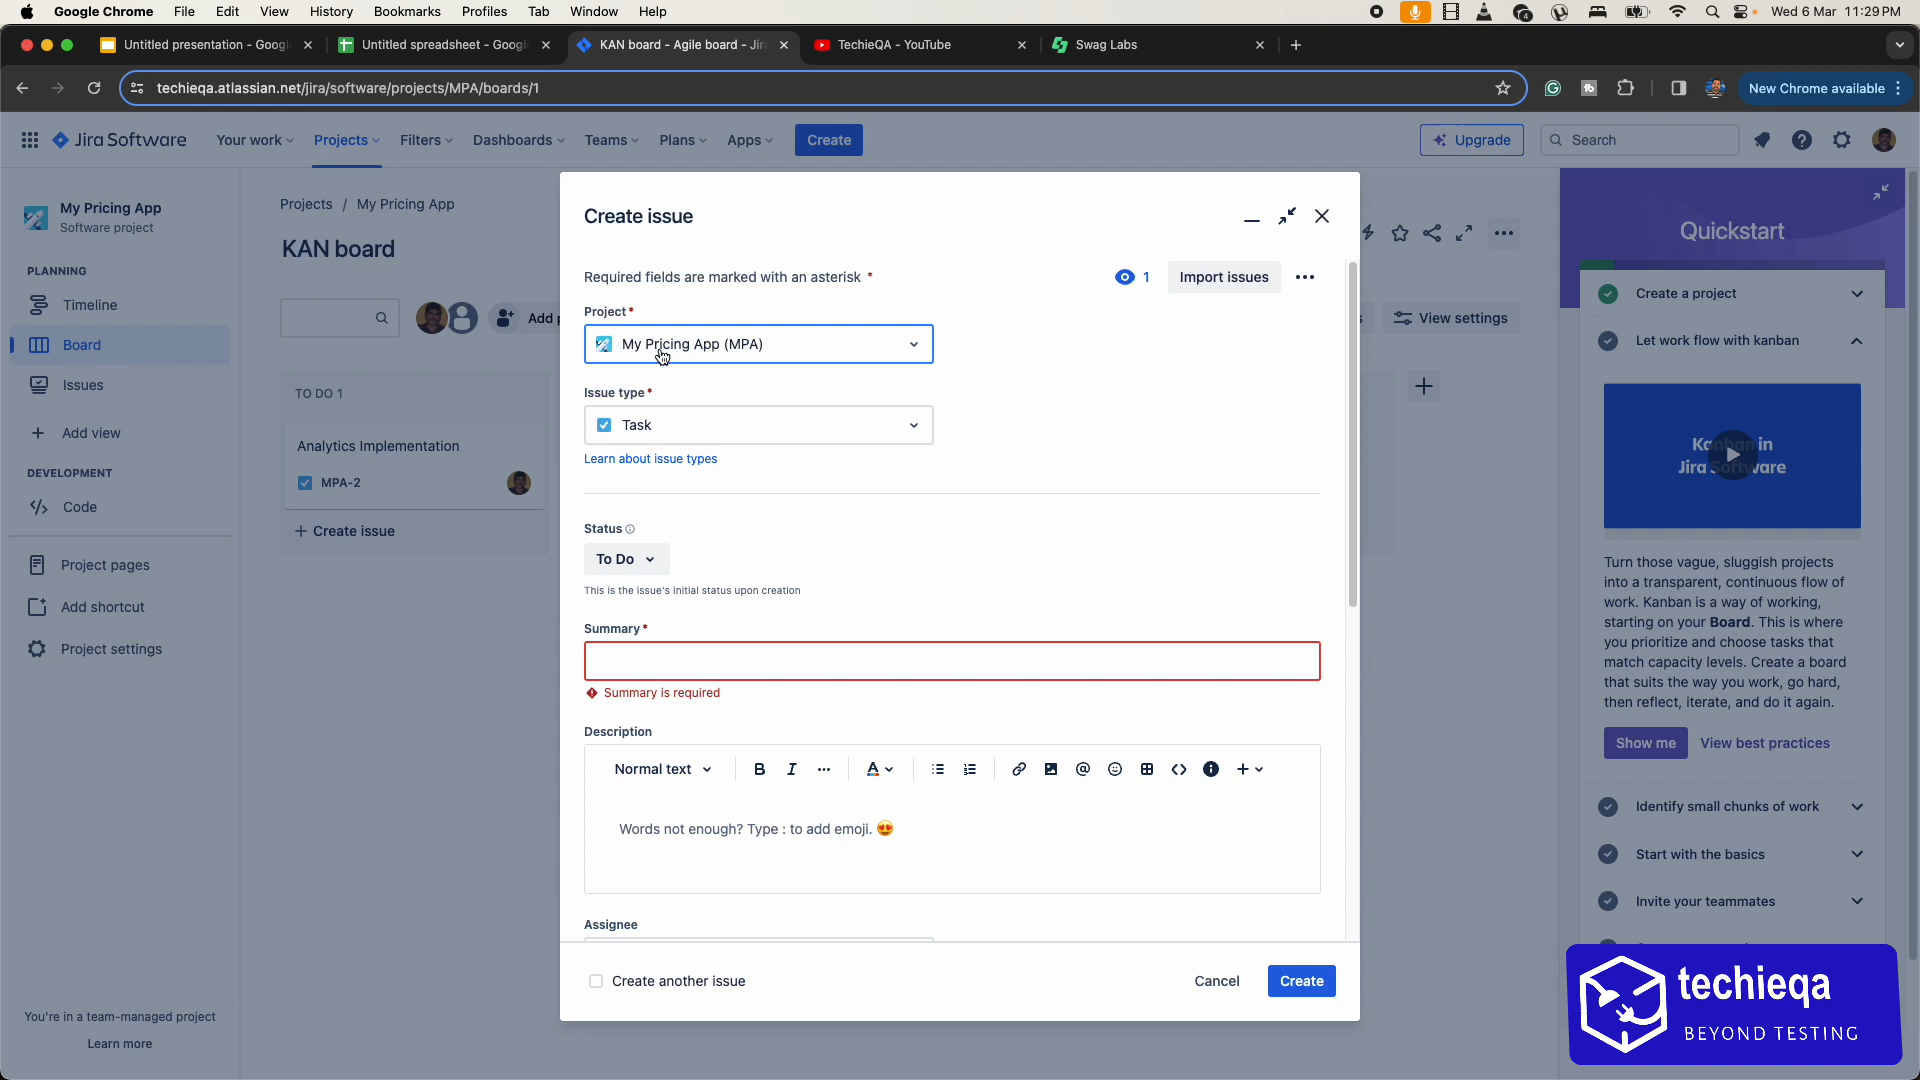 Google Chrome File Edit View History Bookmarks Profiles Tab Window Help Wed 6 Mar 11:29 PM
Untitled presentation - Googl Untitled spreadsheet - Googl KAN board - Agile board - Jir TechieQA - YouTube Swag Labs
techieqa.atlassian.net/jira/software/projects/MPA/boards/1
New Chrome available
Jira Software Your work Projects Filters Dashboards Teams Plans Apps Create Upgrade Search
My Pricing App
Software project
PLANNING
Timeline
Board
Issues
Add view
DEVELOPMENT
Code
Project pages
Add shortcut
Project settings
You're in a team-managed project
Learn more
Projects / My Pricing App
KAN board
Add p
View settings
TO DO 1
Analytics Implementation
MPA-2
+ Create issue
Create issue
Required fields are marked with an asterisk *
1
Import issues
Project *
My Pricing App (MPA)
Issue type *
Task
Learn about issue types
Status
To Do
This is the issue's initial status upon creation
Summary *
Summary is required
Description
Normal text B I A @
Words not enough? Type : to add emoji. 😍
Assignee
Create another issue
Cancel
Create
Quickstart
Create a project
Let work flow with kanban
Kanban in
Jira Software
Turn those vague, sluggish projects
into a transparent, continuous flow of
work. Kanban is a way of working,
starting on your Board. This is where
you prioritize and choose tasks that
match capacity levels. Create a board
that suits the way you work, go hard,
then reflect, iterate, and do it again.
Show me
View best practices
Identify small chunks of work
Start with the basics
Invite your teammates
techieqa
BEYOND TESTING